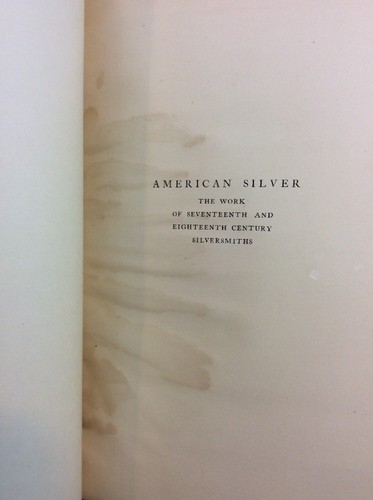 AMERICAN SILVER
THE WORK
OF SEVENTEENTH AND
EIGHTEENTH CENTURY
SILVERSMITHS